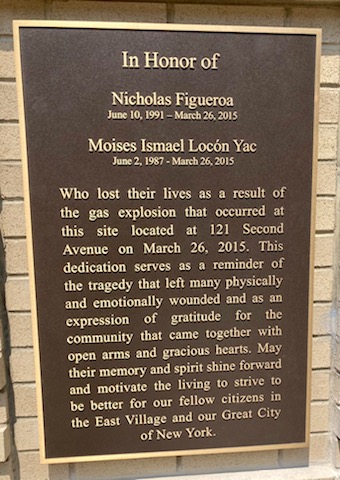 In Honor of
Nicholas Figueroa
June 10, 1991 – March 26, 2015
Moises Ismael Locón Yac
June 2, 1987 - March 26, 2015
Who lost their lives as a result of
the gas explosion that occurred at
this site located at 121 Second
Avenue on March 26, 2015. This
dedication serves as a reminder of
the tragedy that left many physically
and emotionally wounded and as an
expression of gratitude for the
community that came together with
open arms and gracious hearts. May
their memory and spirit shine forward
and motivate the living to strive to
be better for our fellow citizens in
the East Village and our Great City
of New York.